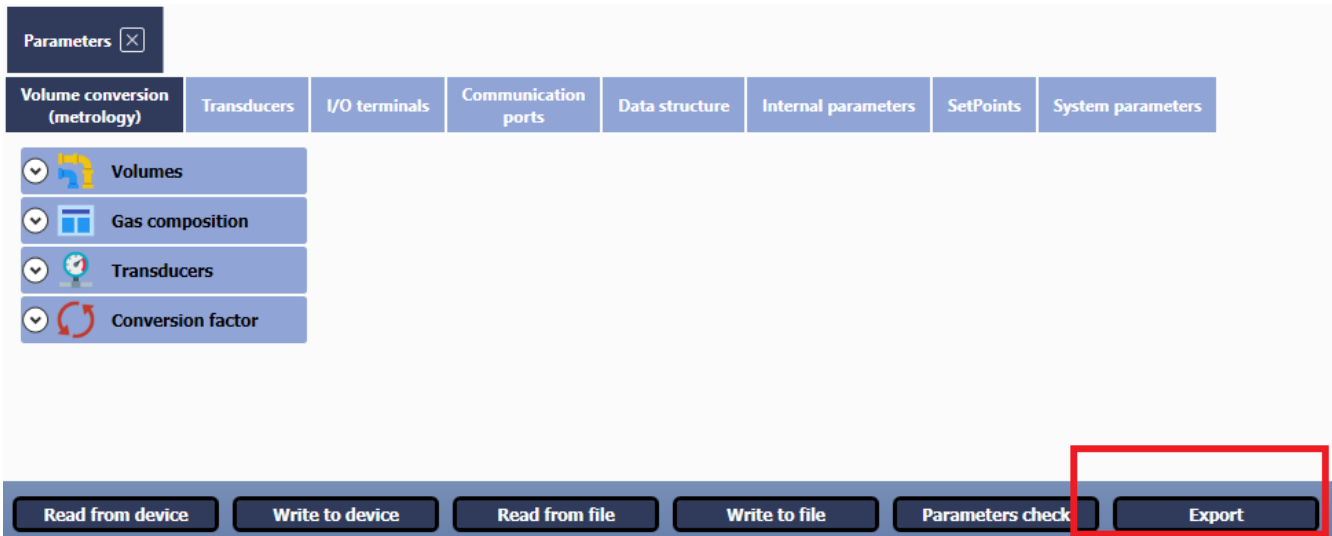 Parameters
Volume conversion
(metrology)
Transducers
I/O terminals
Communication
ports
Data structure
Internal parameters
SetPoints
System parameters
Volumes
Gas composition
Transducers
Conversion factor
Read from device
Write to device
Read from file
Write to file
Parameters check
Export